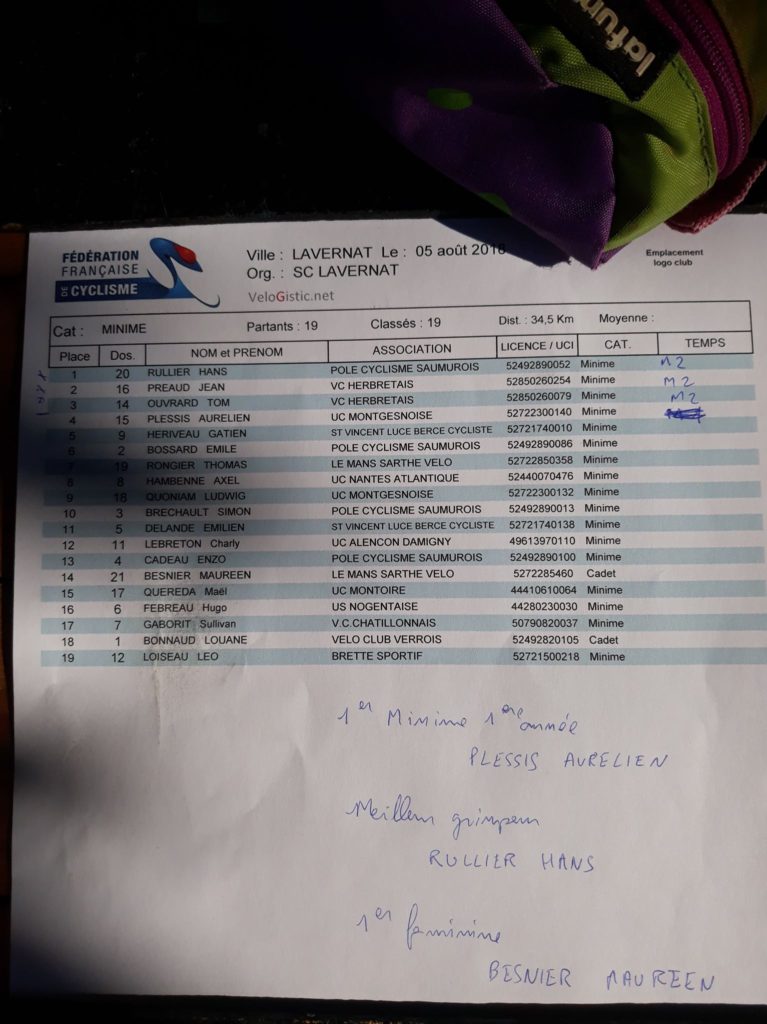 lafuma
FÉDÉRATION
FRANÇAISE
DE CYCLISME
Ville : LAVERNAT Le : 05 août 2018
Org. : SC LAVERNAT
VeloGistic.net
Emplacement
logo club
Cat : MINIME Partants : 19 Classés : 19 Dist. : 34,5 Km Moyenne :
Place Dos. NOM et PRENOM ASSOCIATION LICENCE / UCI CAT. TEMPS
1 20 RULLIER HANS POLE CYCLISME SAUMUROIS 52492890052 Minime M2
2 16 PREAUD JEAN VC HERBRETAIS 52850260254 Minime M2
3 14 OUVRARD TOM VC HERBRETAIS 52850260079 Minime M2
4 15 PLESSIS AURELIEN UC MONTGESNOISE 52722300140 Minime
5 9 HERIVEAU GATIEN ST VINCENT LUCE BERCE CYCLISTE 52721740010 Minime
6 2 BOSSARD EMILE POLE CYCLISME SAUMUROIS 52492890086 Minime
7 19 RONGIER THOMAS LE MANS SARTHE VELO 52722850358 Minime
8 8 HAMBENNE AXEL UC NANTES ATLANTIQUE 52440070476 Minime
9 18 QUONIAM LUDWIG UC MONTGESNOISE 52722300132 Minime
10 3 BRECHAULT SIMON POLE CYCLISME SAUMUROIS 52492890013 Minime
11 5 DELANDE EMILIEN ST VINCENT LUCE BERCE CYCLISTE 52721740138 Minime
12 11 LEBRETON Charly UC ALENCON DAMIGNY 49613970110 Minime
13 4 CADEAU ENZO POLE CYCLISME SAUMUROIS 52492890100 Minime
14 21 BESNIER MAUREEN LE MANS SARTHE VELO 5272285460 Cadet
15 17 QUEREDA Maël UC MONTOIRE 44410610064 Minime
16 6 FEBREAU Hugo US NOGENTAISE 44280230030 Minime
17 7 GABORIT Sullivan V.C.CHATILLONNAIS 50790820037 Minime
18 1 BONNAUD LOUANE VELO CLUB VERROIS 52492820105 Cadet
19 12 LOISEAU LEO BRETTE SPORTIF 52721500218 Minime
1er Minime 1ere année
PLESSIS AURELIEN
Meilleur grimpeur
RULLIER HANS
1er feminine
BESNIER MAUREEN